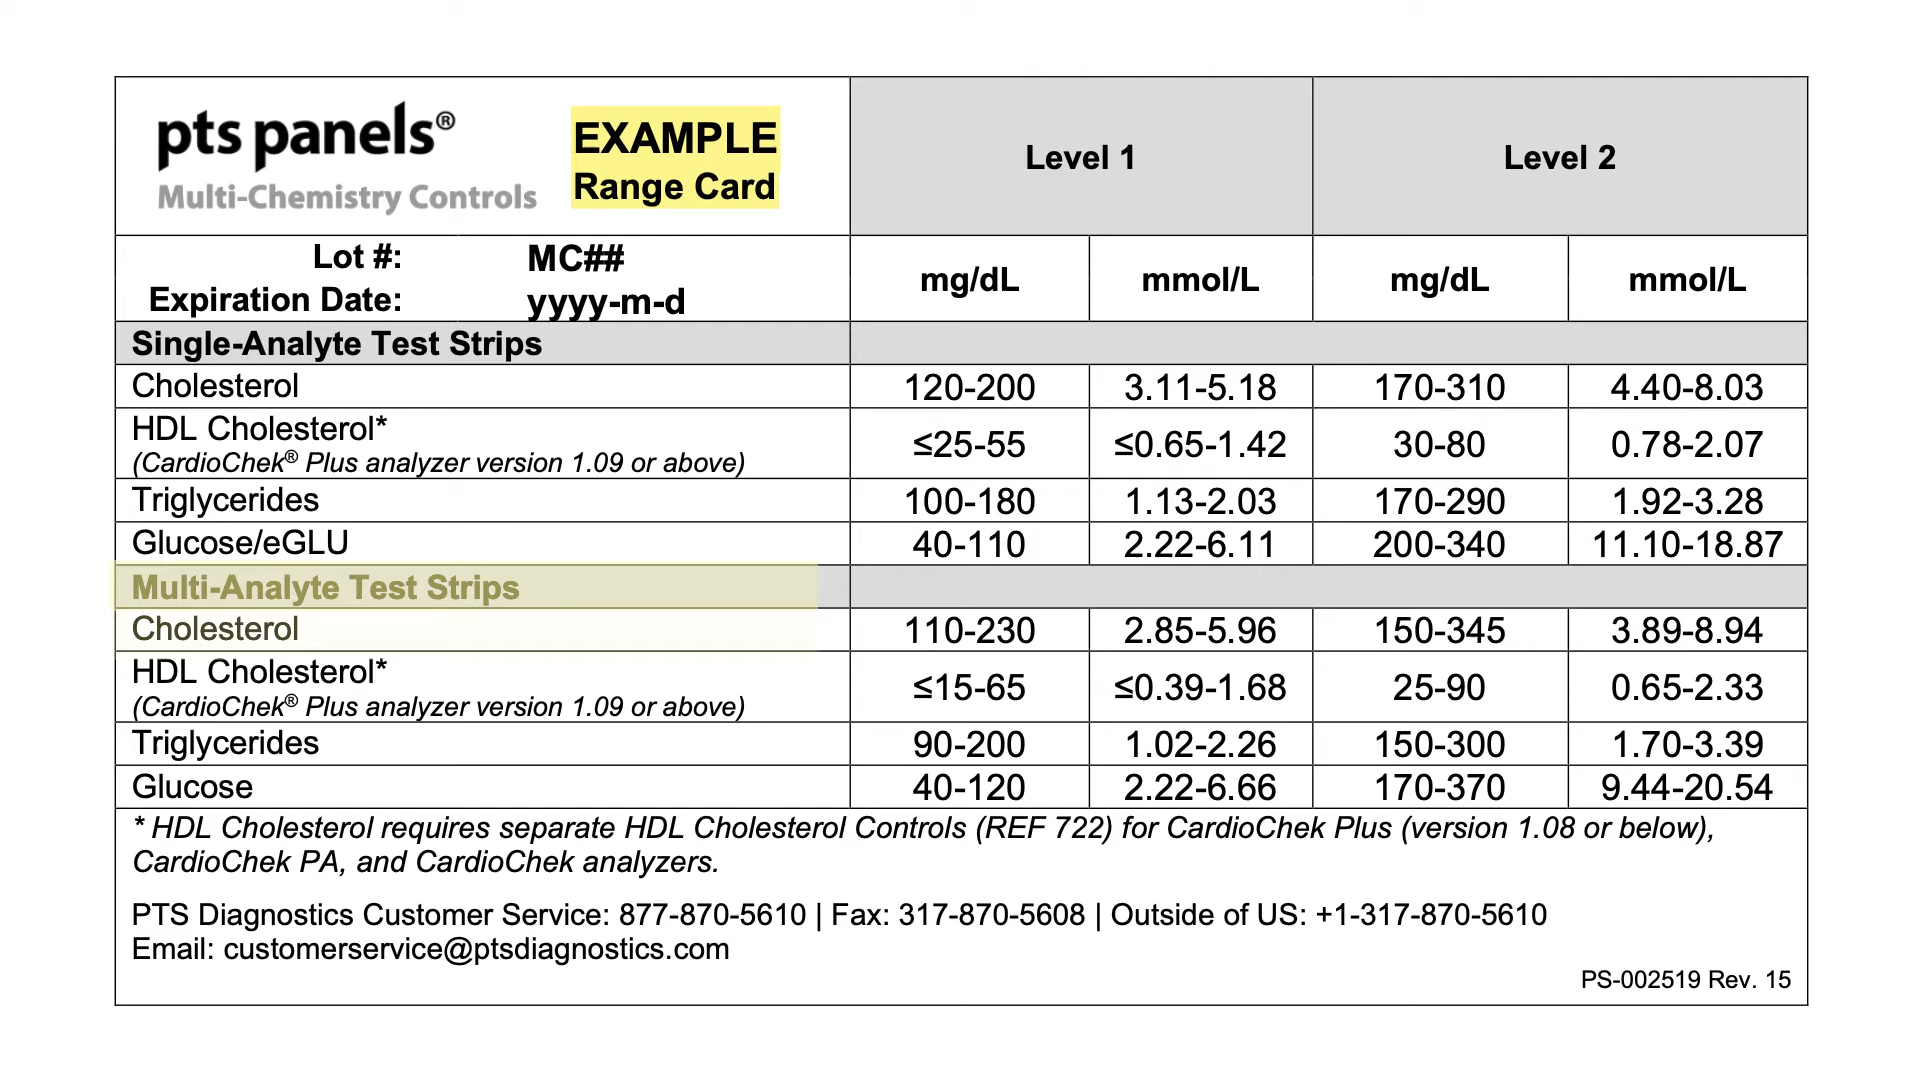 pts panels®
Multi-Chemistry Controls
EXAMPLE
Range Card
Level 1
Level 2
Lot #: MC##
Expiration Date: yyyy-m-d
mg/dL mmol/L mg/dL mmol/L
Single-Analyte Test Strips
Cholesterol 120-200 3.11-5.18 170-310 4.40-8.03
HDL Cholesterol*
(CardioChek® Plus analyzer version 1.09 or above)
≤25-55 ≤0.65-1.42 30-80 0.78-2.07
Triglycerides 100-180 1.13-2.03 170-290 1.92-3.28
Glucose/eGLU 40-110 2.22-6.11 200-340 11.10-18.87
Multi-Analyte Test Strips
Cholesterol 110-230 2.85-5.96 150-345 3.89-8.94
HDL Cholesterol*
(CardioChek® Plus analyzer version 1.09 or above)
≤15-65 ≤0.39-1.68 25-90 0.65-2.33
Triglycerides 90-200 1.02-2.26 150-300 1.70-3.39
Glucose 40-120 2.22-6.66 170-370 9.44-20.54
* HDL Cholesterol requires separate HDL Cholesterol Controls (REF 722) for CardioChek Plus (version 1.08 or below),
CardioChek PA, and CardioChek analyzers.
PTS Diagnostics Customer Service: 877-870-5610 | Fax: 317-870-5608 | Outside of US: +1-317-870-5610
Email: customerservice@ptsdiagnostics.com
PS-002519 Rev. 15